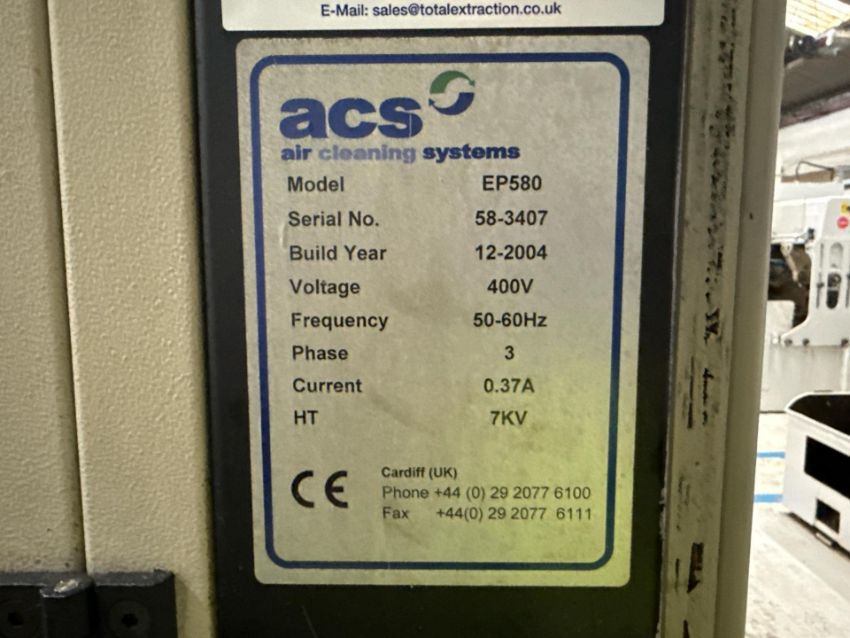 E-Mail: sales@totalextraction.co.uk
acs
air cleaning systems
Model EP580
Serial No. 58-3407
Build Year 12-2004
Voltage 400V
Frequency 50-60Hz
Phase 3
Current 0.37A
HT 7KV
CE
Cardiff (UK)
Phone +44 (0) 29 2077 6100
Fax +44(0) 29 2077 6111